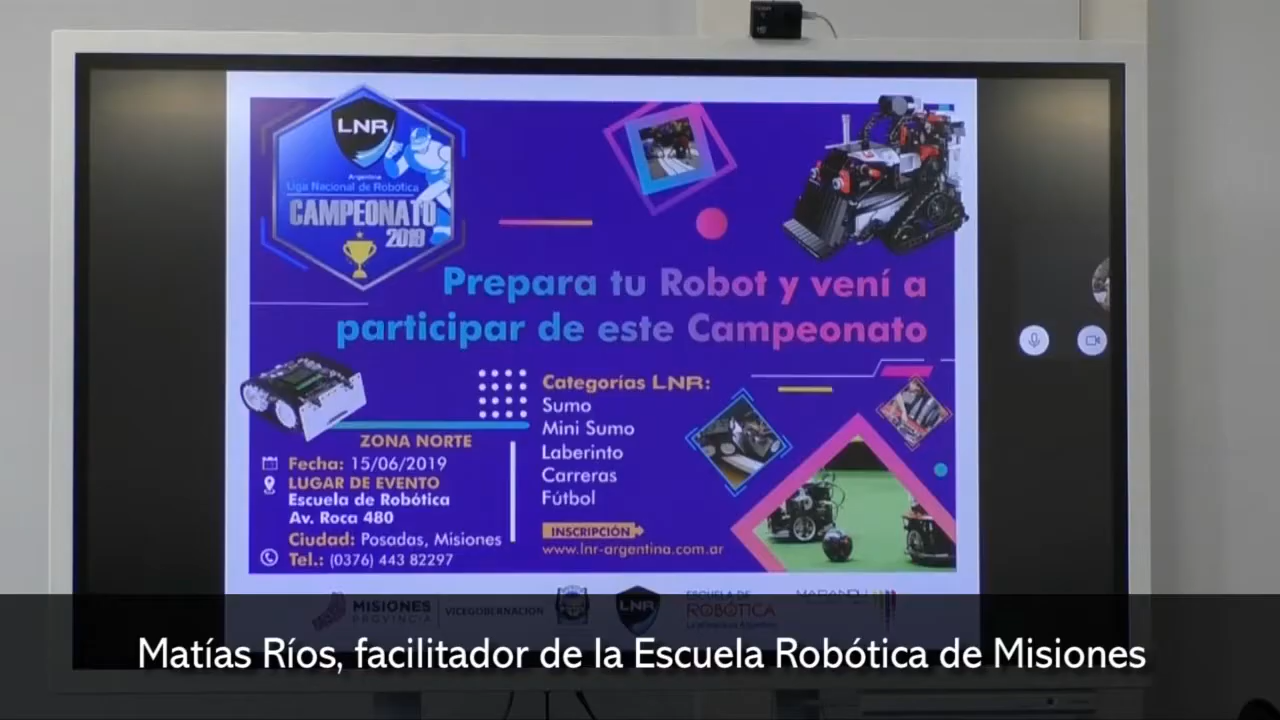 LNR
Argentina
Liga Nacional de Robótica
CAMPEONATO
Prepara tu Robot y vení a
participar de este Campeonato
ZONA NORTE
Fecha: 15/06/2019
LUGAR DE EVENTO
Escuela de Robótica
Av. Roca 480
Ciudad: Posadas, Misiones
Tel.: (0376) 443 82297
Categorías LNR:
Sumo
Mini Sumo
Laberinto
Carreras
Fútbol
INSCRIPCIÓN
www.lnr-argentina.com.ar
MISIONES
PROVINCIA
VICEGOBERNACION
LNR
ESCUELA DE
ROBÓTICA
Matías Ríos, facilitador de la Escuela Robótica de Misiones